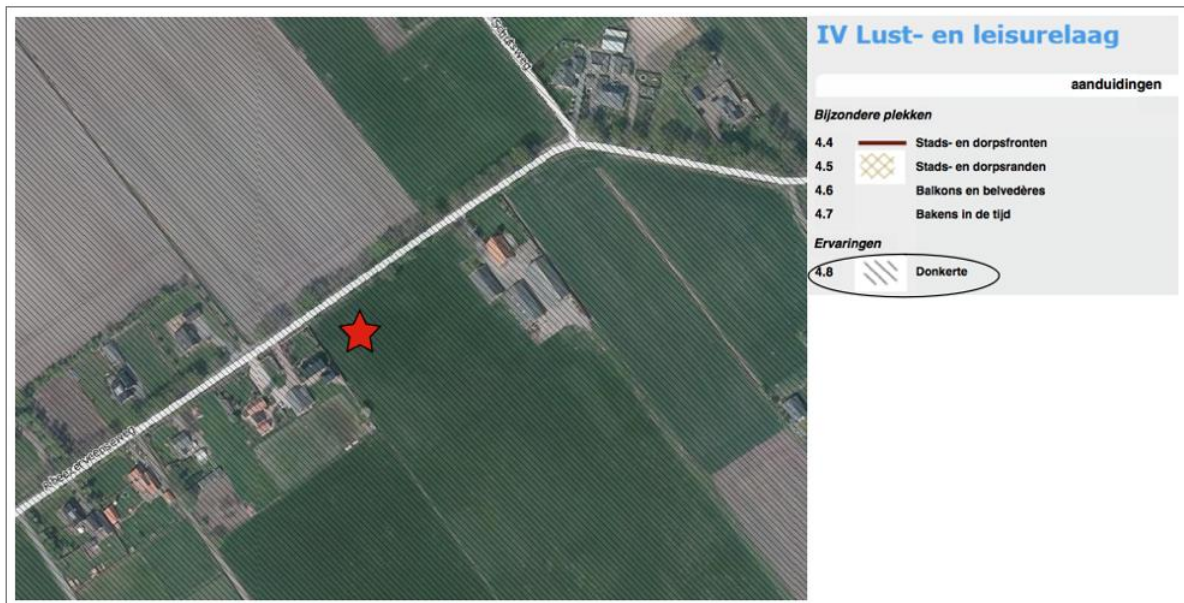 IV Lust- en leisurelaag
aanduidingen
Bijzondere plekken
4.4 Stads- en dorpsfronten
4.5 Stads- en dorpsranden
4.6 Balkons en belvedères
4.7 Bakens in de tijd
Ervaringen
4.8 Donkerte
Schutsweg